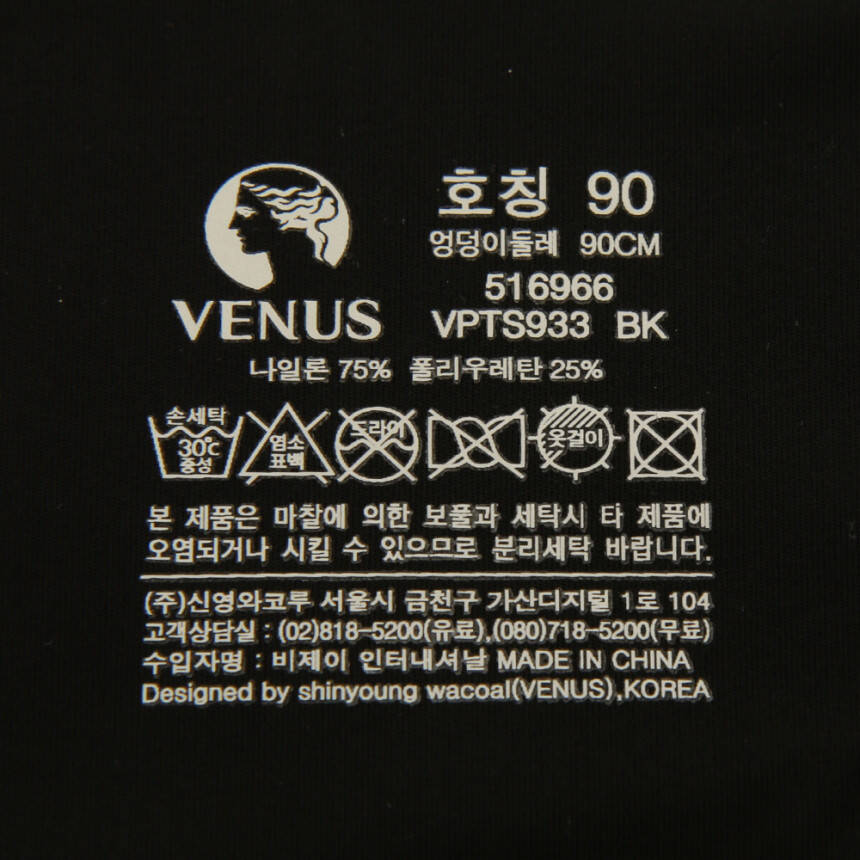 VENUS
호칭 90
엉덩이둘레 90CM
516966
VPTS933 BK
나일론 75% 폴리우레탄 25%
손세탁
30℃
중성
염소
표백
드라이
옷걸이
본 제품은 마찰에 의한 보풀과 세탁시 타 제품에
오염되거나 시킬 수 있으므로 분리세탁 바랍니다.
(주)신영와코루 서울시 금천구 가산디지털 1로 104
고객상담실 : (02)818-5200(유료),(080)718-5200(무료)
수입자명 : 비제이 인터내셔날 MADE IN CHINA
Designed by shinyoung wacoal(VENUS),KOREA